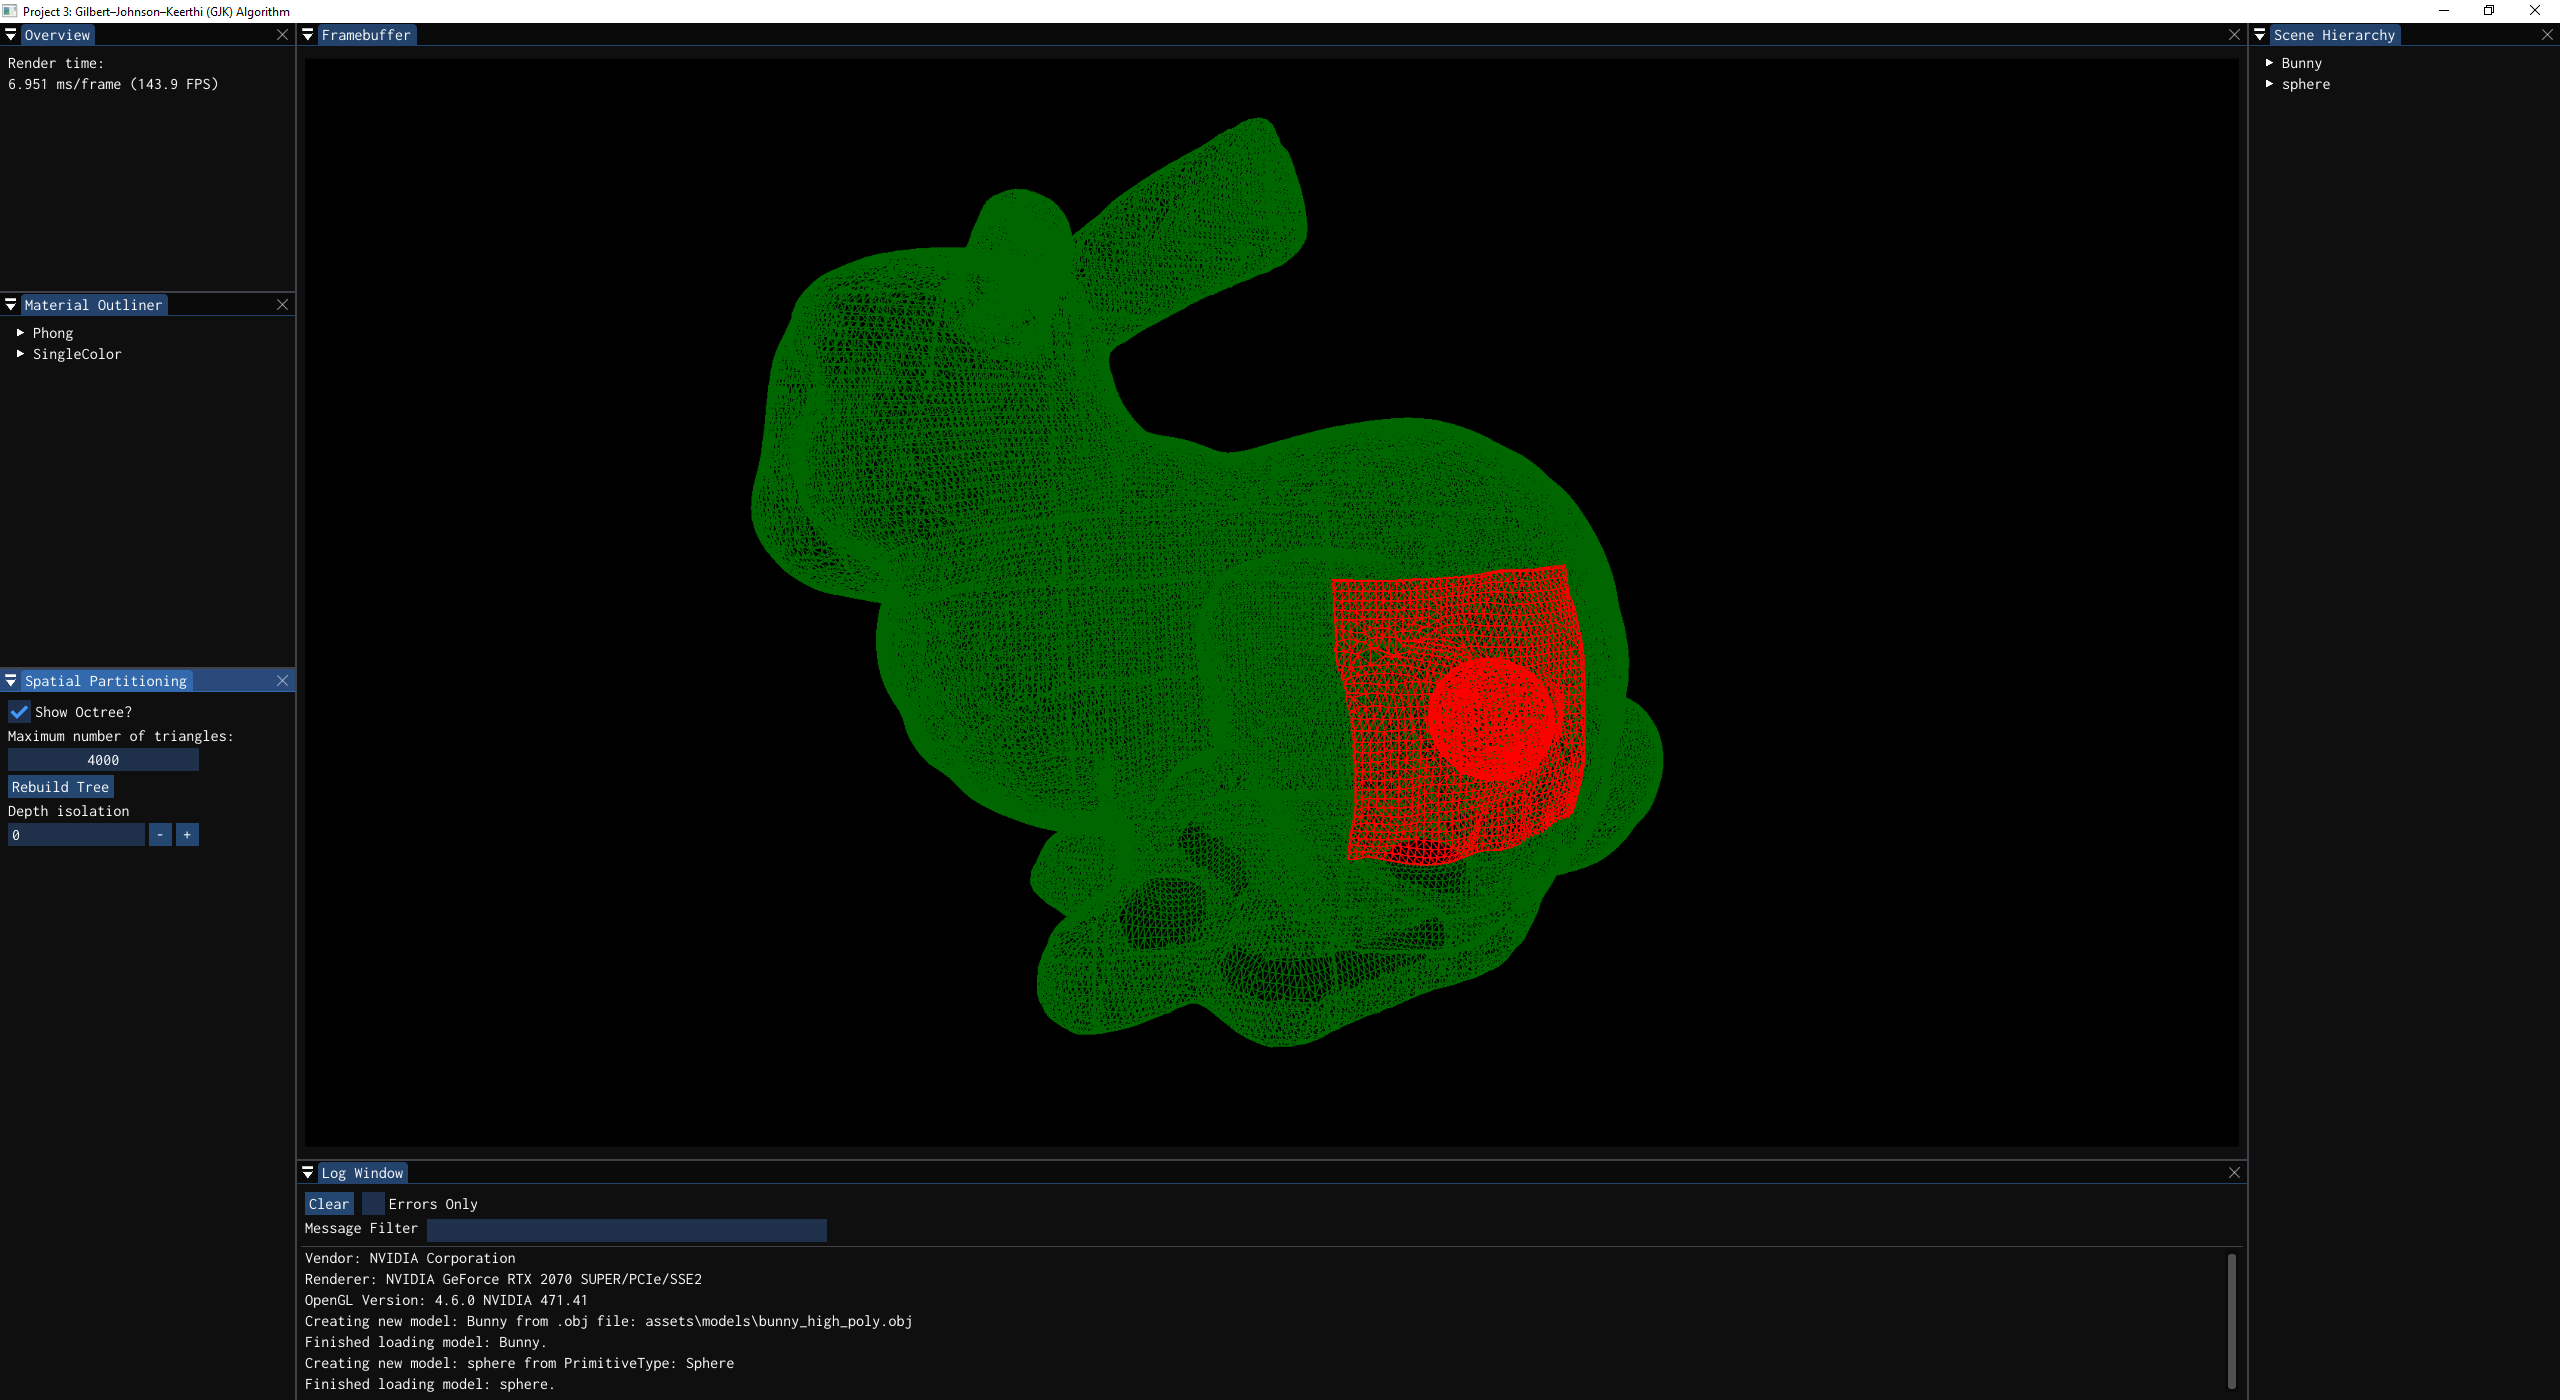 Project 3: Gilbert–Johnson–Keerthi (GJK) Algorithm
Overview
Render time:
6.951 ms/frame (143.9 FPS)
Material Outliner
Phong
SingleColor
Spatial Partitioning
Show Octree?
Maximum number of triangles:
4000
Rebuild Tree
Depth isolation
0 - +
Framebuffer
Log Window
Clear Errors Only
Message Filter
Vendor: NVIDIA Corporation
Renderer: NVIDIA GeForce RTX 2070 SUPER/PCIe/SSE2
OpenGL Version: 4.6.0 NVIDIA 471.41
Creating new model: Bunny from .obj file: assets\models\bunny_high_poly.obj
Finished loading model: Bunny.
Creating new model: sphere from PrimitiveType: Sphere
Finished loading model: sphere.
Scene Hierarchy
Bunny
sphere